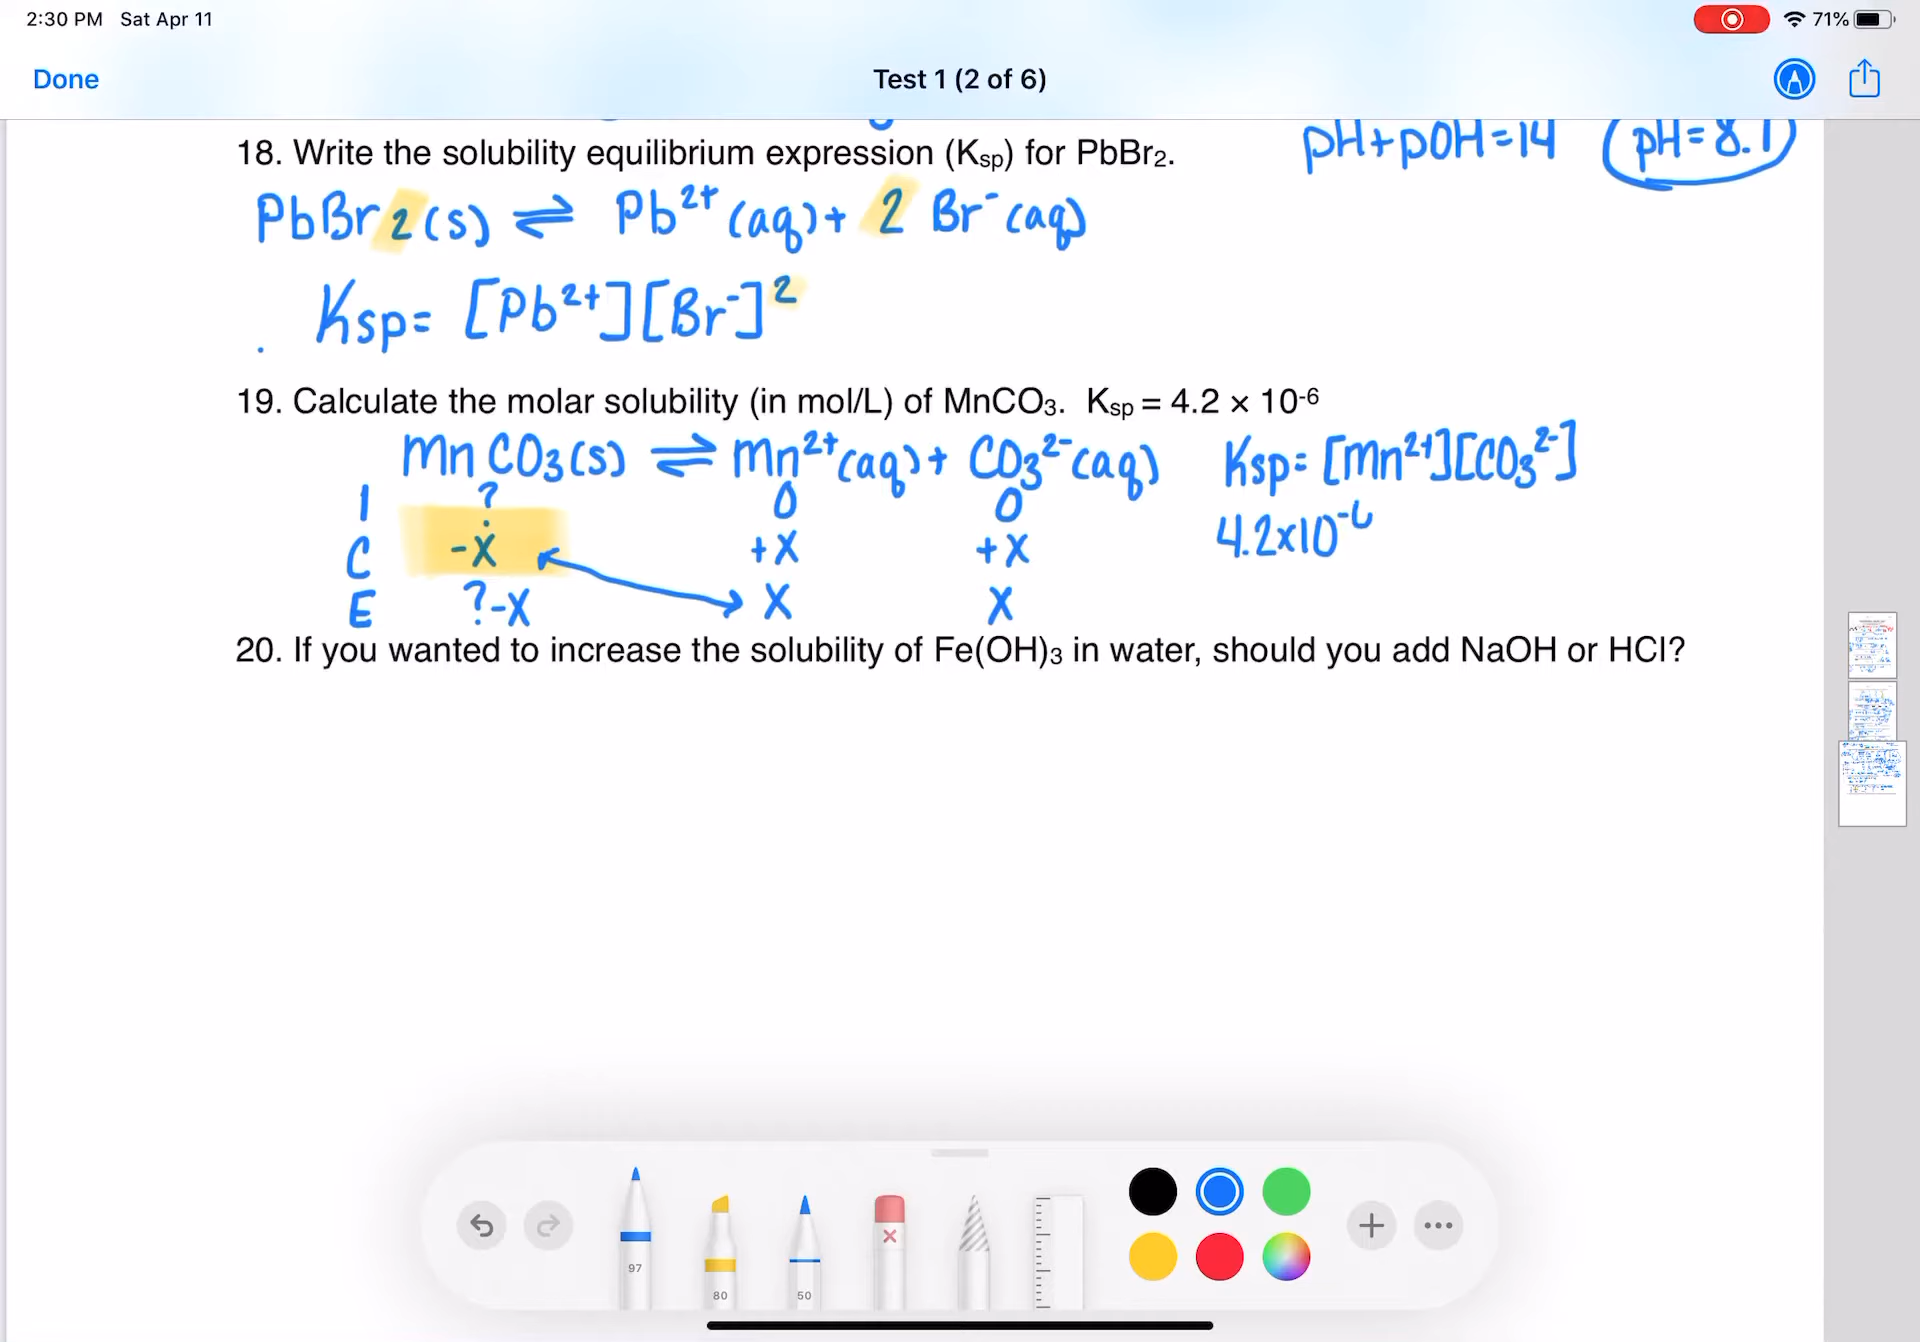 2:30 PM Sat Apr 11
71%
Done
Test 1 (2 of 6)
pH+pOH=14 pH=8.1
18. Write the solubility equilibrium expression (Ksp) for PbBr2.
PbBr2(s) ⇌ Pb²⁺(aq)+ 2 Br⁻(aq)
Ksp= [Pb²⁺][Br⁻]²
19. Calculate the molar solubility (in mol/L) of MnCO3. Ksp = 4.2 × 10-6
MnCO3(s) ⇌ Mn²⁺(aq)+ CO3²⁻(aq) Ksp= [Mn²⁺][CO3²⁻]
I ? 0 0 4.2x10⁻⁶
C -X +X +X
E ?-X X X
20. If you wanted to increase the solubility of Fe(OH)3 in water, should you add NaOH or HCl?
97
80
50